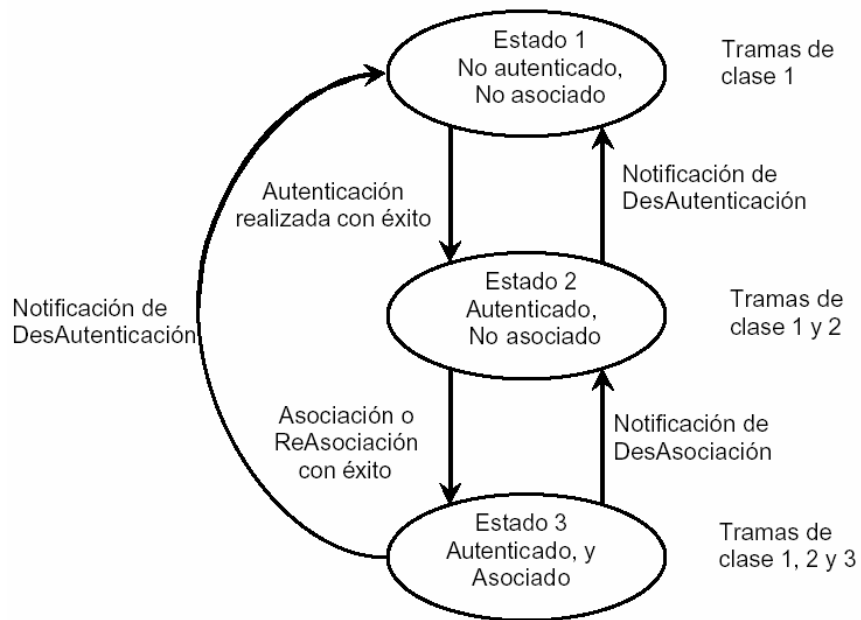 Estado 1
No autenticado,
No asociado
Tramas de
clase 1
Autenticación
realizada con éxito
Notificación de
DesAutenticación
Estado 2
Autenticado,
No asociado
Tramas de
clase 1 y 2
Notificación de
DesAutenticación
Asociación o
ReAsociación
con éxito
Notificación de
DesAsociación
Estado 3
Autenticado, y
Asociado
Tramas de
clase 1, 2 y 3